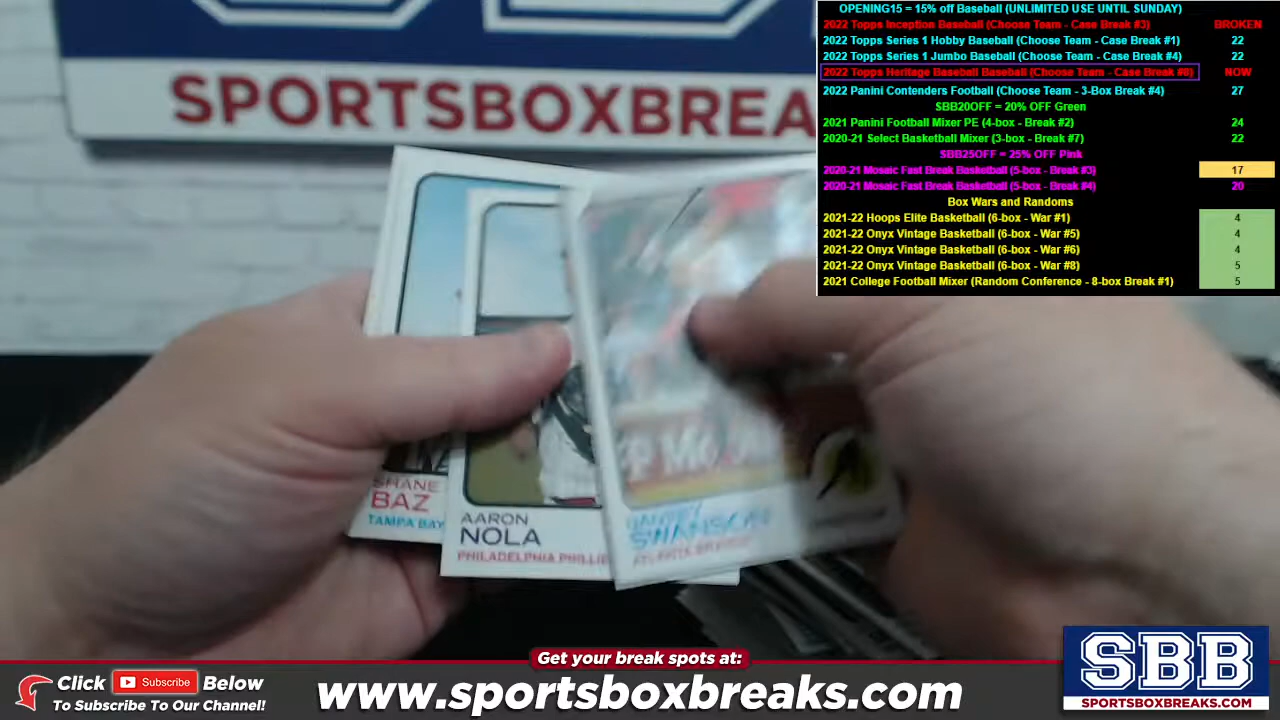 SPORTSBOXBREA
OPENING15 = 15% off Baseball (UNLIMITED USE UNTIL SUNDAY)
2022 Topps Inception Baseball (Choose Team - Case Break #3) BROKEN
2022 Topps Series 1 Hobby Baseball (Choose Team - Case Break #1) 22
2022 Topps Series 1 Jumbo Baseball (Choose Team - Case Break #4) 22
2022 Topps Heritage Baseball Baseball (Choose Team - Case Break #8) NOW
2022 Panini Contenders Football (Choose Team - 3-Box Break #4) 27
SBB20OFF = 20% OFF Green
2021 Panini Football Mixer PE (4-box - Break #2) 24
2020-21 Select Basketball Mixer (3-box - Break #7) 22
SBB25OFF = 25% OFF Pink
2020-21 Mosaic Fast Break Basketball (5-box - Break #3) 17
2020-21 Mosaic Fast Break Basketball (5-box - Break #4) 20
Box Wars and Randoms
2021-22 Hoops Elite Basketball (6-box - War #1) 4
2021-22 Onyx Vintage Basketball (6-box - War #5) 4
2021-22 Onyx Vintage Basketball (6-box - War #6) 4
2021-22 Onyx Vintage Basketball (6-box - War #8) 5
2021 College Football Mixer (Random Conference - 8-box Break #1) 5
SHANE
BAZ
TAMPA BAY
AARON
NOLA
PHILADELPHIA PHILLIE
DANSBY
SWANSON
ATLANTA BRAVES
Get your break spots at:
Click Subscribe Below
To Subscribe To Our Channel!
www.sportsboxbreaks.com
SBB
SPORTSBOXBREAKS.COM